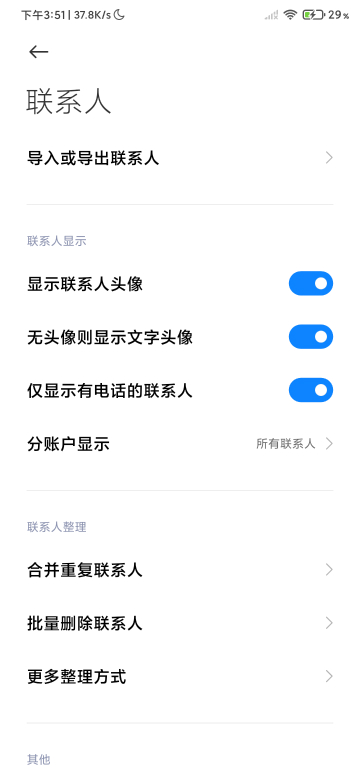 下午3:51 | 37.8K/s 29%
联系人
导入或导出联系人
联系人显示
显示联系人头像
无头像则显示文字头像
仅显示有电话的联系人
分账户显示 所有联系人
联系人整理
合并重复联系人
批量删除联系人
更多整理方式
其他